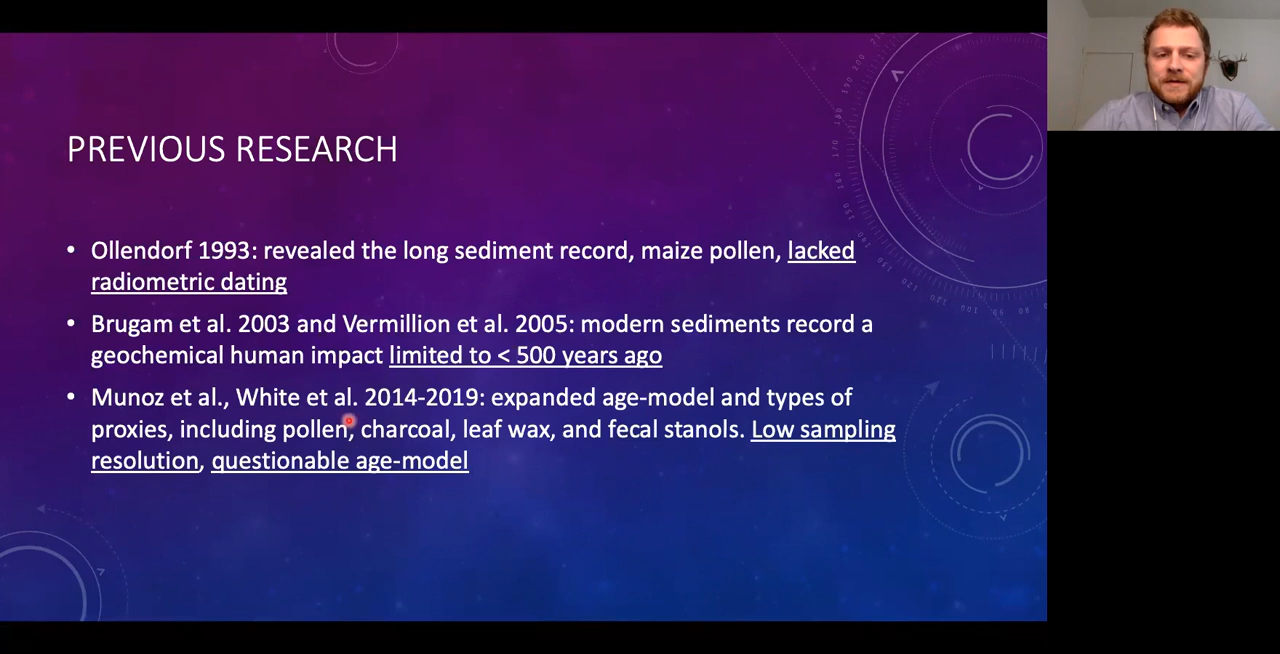 PREVIOUS RESEARCH
• Ollendorf 1993: revealed the long sediment record, maize pollen, lacked
radiometric dating
• Brugam et al. 2003 and Vermillion et al. 2005: modern sediments record a
geochemical human impact limited to < 500 years ago
• Munoz et al., White et al. 2014-2019: expanded age-model and types of
proxies, including pollen, charcoal, leaf wax, and fecal stanols. Low sampling
resolution, questionable age-model